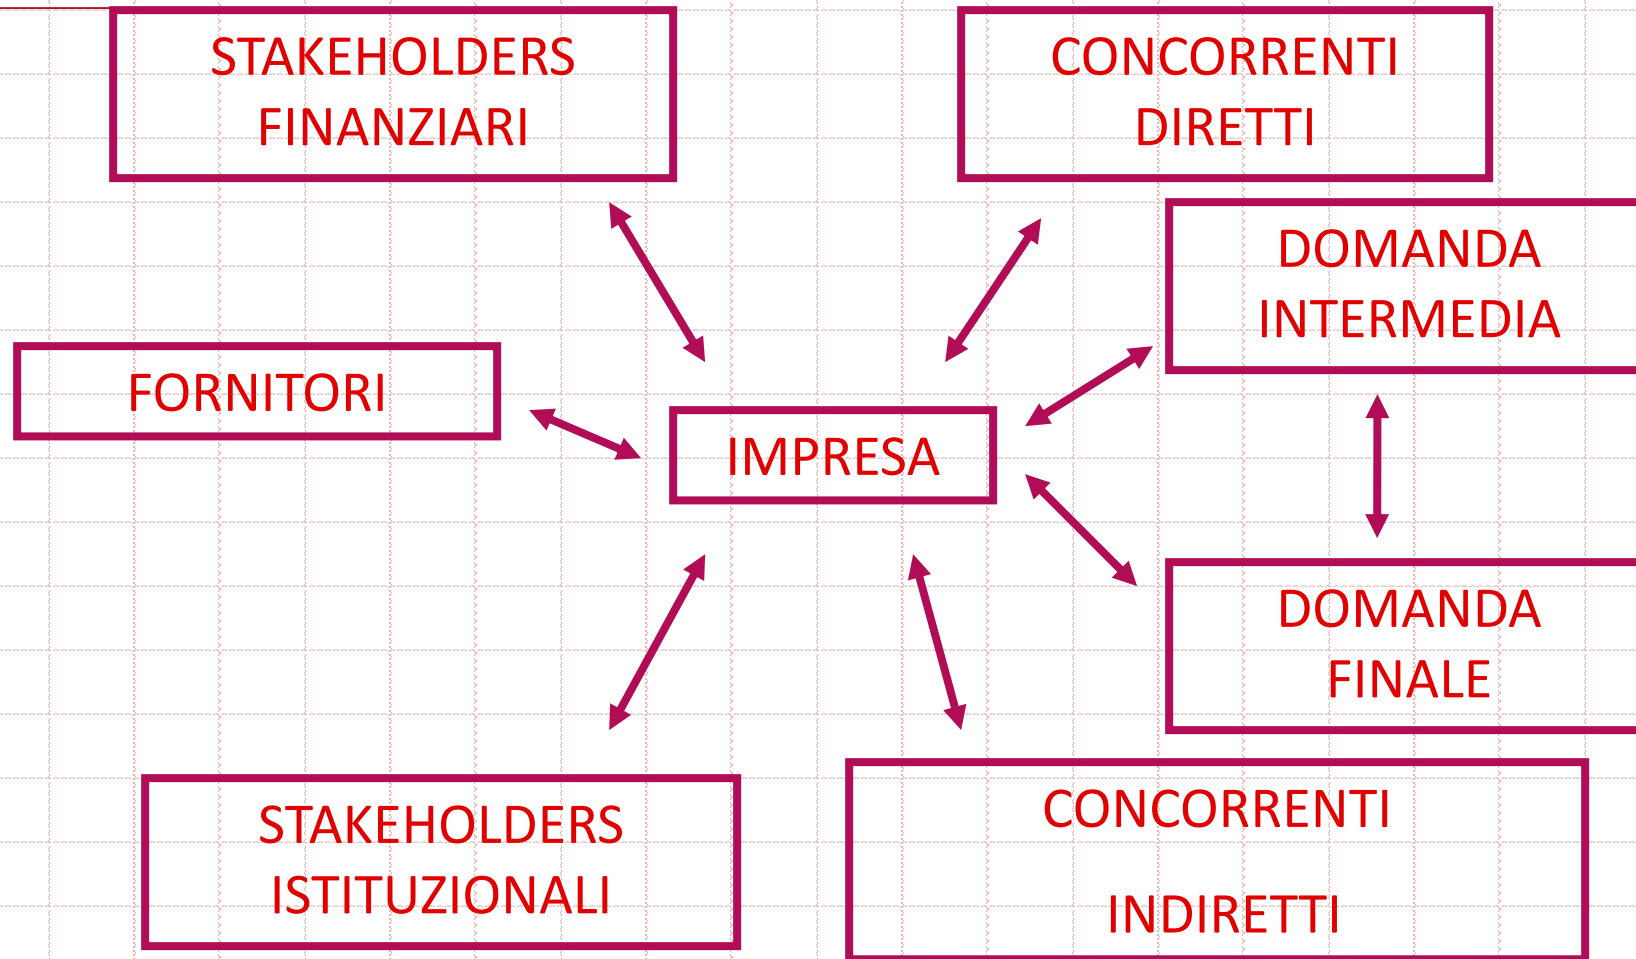 STAKEHOLDERS
FINANZIARI
CONCORRENTI
DIRETTI
DOMANDA
INTERMEDIA
FORNITORI
IMPRESA
DOMANDA
FINALE
STAKEHOLDERS
ISTITUZIONALI
CONCORRENTI
INDIRETTI